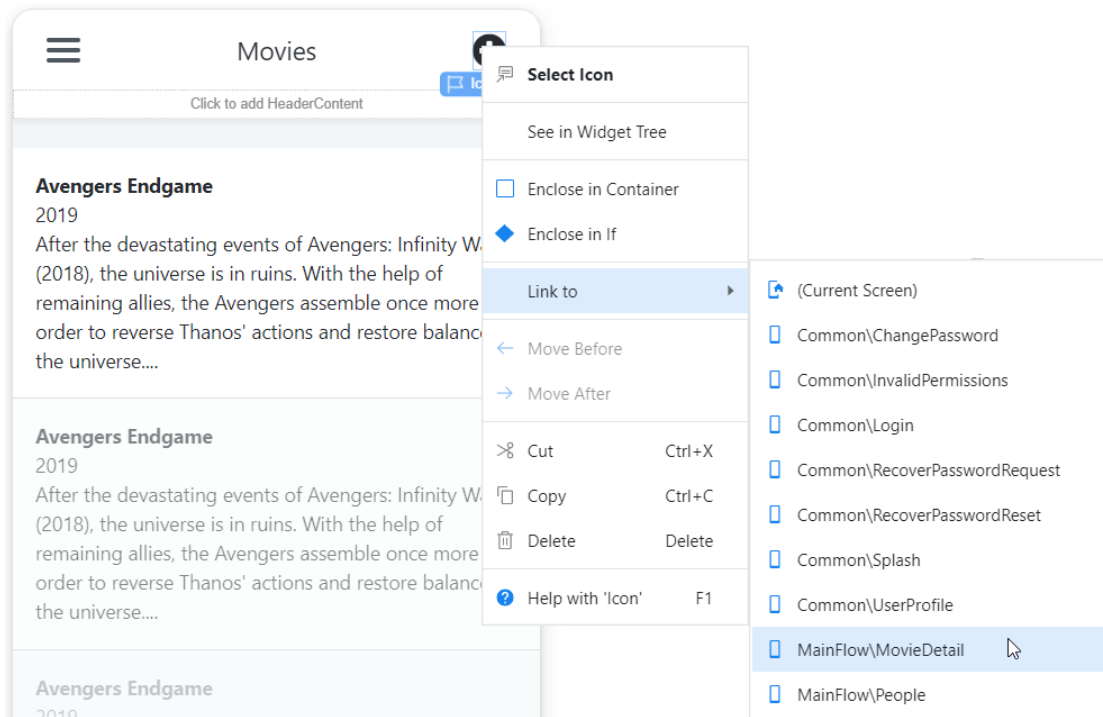 Movies
Ic
Click to add HeaderContent
Avengers Endgame
2019
After the devastating events of Avengers: Infinity
(2018), the universe is in ruins. With the help of
remaining allies, the Avengers assemble once more
order to reverse Thanos' actions and restore
the universe....
Avengers Endgame
2019
After the devastating events of Avengers: Infinity
(2018), the universe is in ruins. With the help of
remaining allies, the Avengers assemble once more
order to reverse Thanos' actions and restore
the universe....
Avengers Endgame
2019
Select Icon
See in Widget Tree
Enclose in Container
Enclose in If
Link to
Move Before
Move After
Cut Ctrl+X
Copy Ctrl+C
Delete Delete
Help with 'Icon' F1
(Current Screen)
Common\ChangePassword
Common\InvalidPermissions
Common\Login
Common\RecoverPasswordRequest
Common\RecoverPasswordReset
Common\Splash
Common\UserProfile
MainFlow\MovieDetail
MainFlow\People